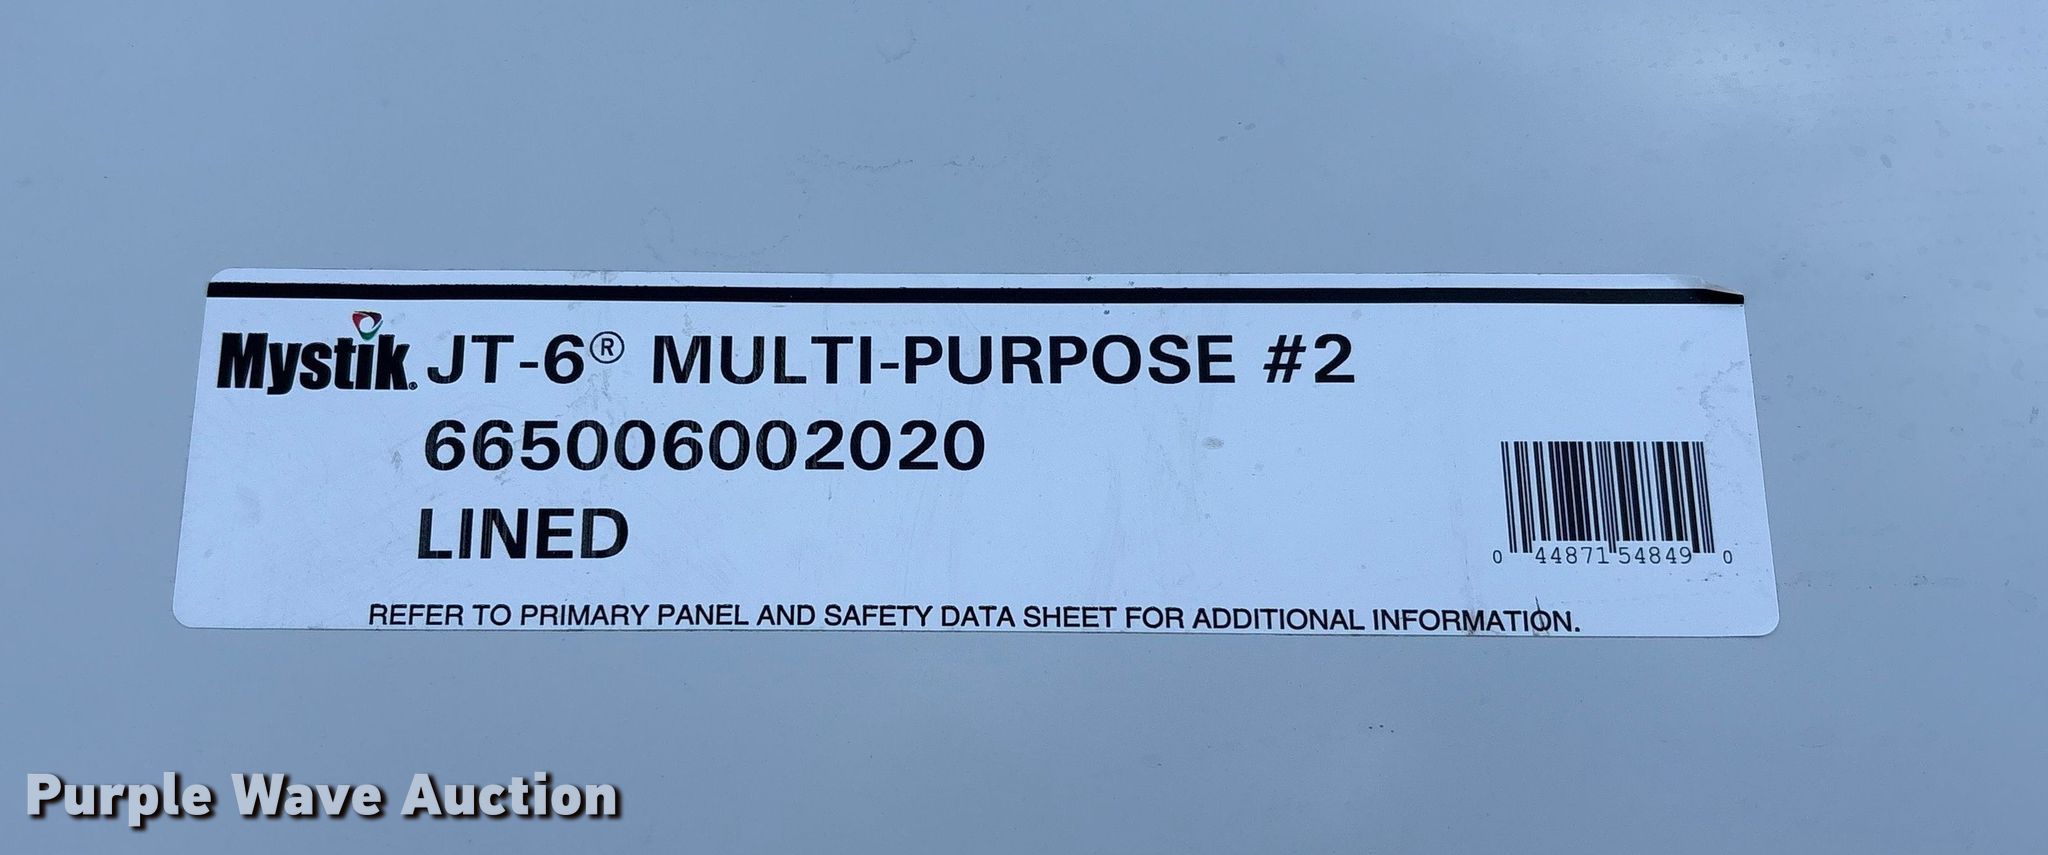 Mystik® JT-6® MULTI-PURPOSE #2
665006002020
LINED
0 44871 54849 0
REFER TO PRIMARY PANEL AND SAFETY DATA SHEET FOR ADDITIONAL INFORMATION.
Purple Wave Auction